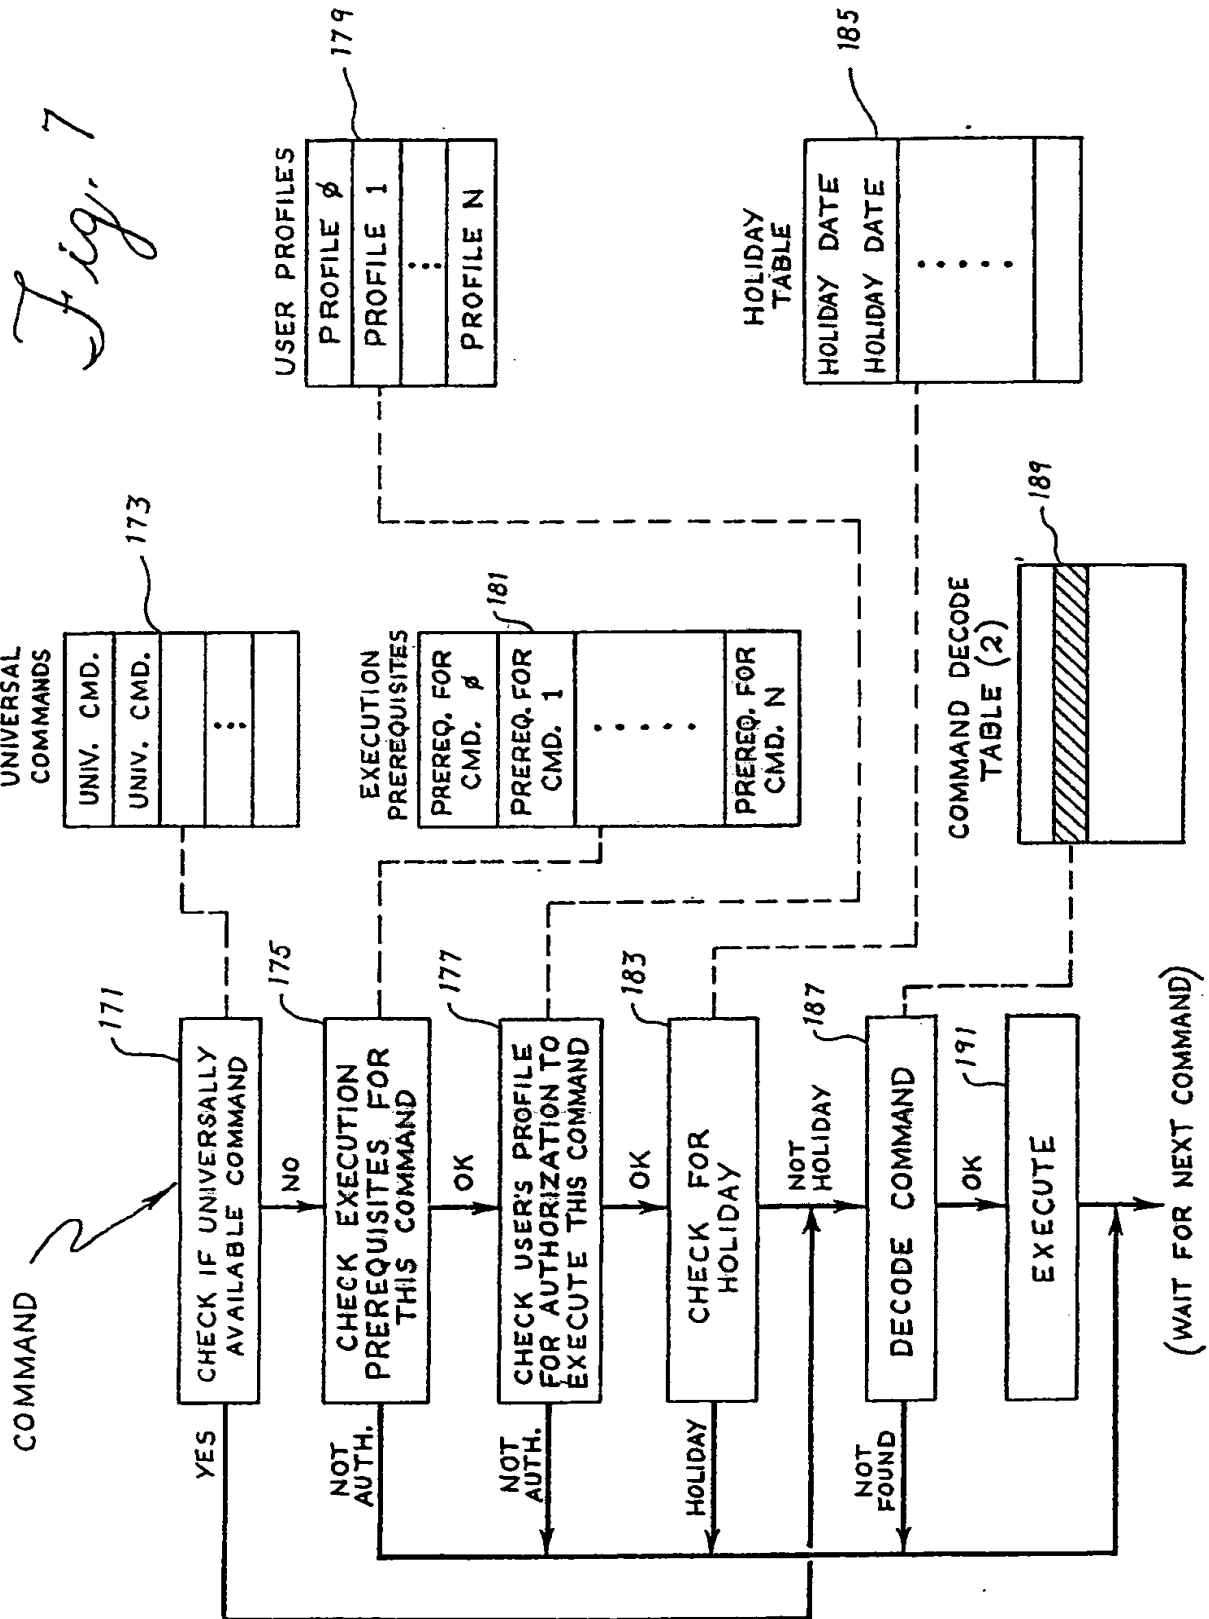 Fig. 7
COMMAND
171
CHECK IF UNIVERSALLY
AVAILABLE COMMAND
YES
NO
UNIVERSAL
COMMANDS
UNIV. CMD.
UNIV. CMD.
⋮
173
175
CHECK EXECUTION
PREREQUISITES FOR
THIS COMMAND
NOT
AUTH.
OK
EXECUTION
PREREQUISITES
181
PREREQ. FOR
CMD. ø
PREREQ. FOR
CMD. 1
.....
PREREQ. FOR
CMD. N
177
CHECK USER'S PROFILE
FOR AUTHORIZATION TO
EXECUTE THIS COMMAND
NOT
AUTH.
OK
USER PROFILES
PROFILE ø
PROFILE 1
⋮
PROFILE N
179
183
CHECK FOR
HOLIDAY
HOLIDAY
NOT
HOLIDAY
HOLIDAY
TABLE
HOLIDAY DATE
HOLIDAY DATE
.....
185
187
DECODE COMMAND
NOT
FOUND
OK
COMMAND DECODE
TABLE (2)
189
191
EXECUTE
(WAIT FOR NEXT COMMAND)